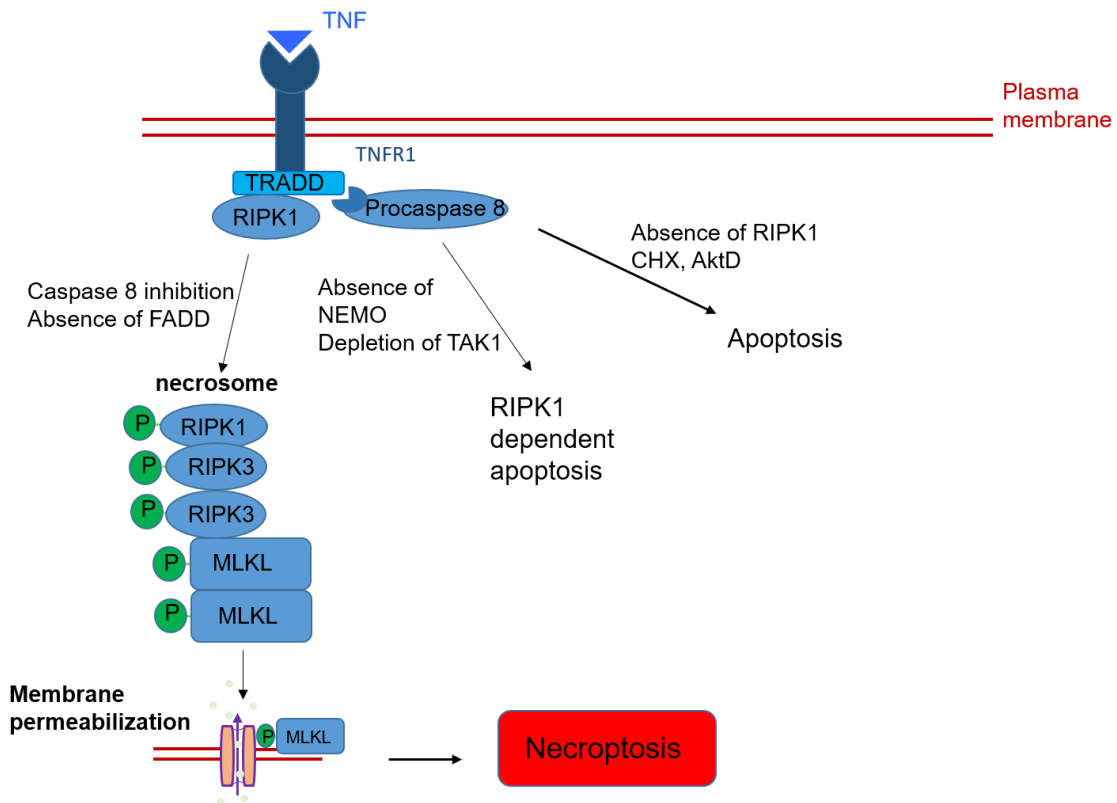 TNF
Plasma
membrane
TNFR1
TRADD
RIPK1
Procaspase 8
Absence of RIPK1
CHX, AktD
Apoptosis
Caspase 8 inhibition
Absence of FADD
Absence of
NEMO
Depletion of TAK1
RIPK1
dependent
apoptosis
necrosome
P
RIPK1
P
RIPK3
P
RIPK3
P
MLKL
P
MLKL
Membrane
permeabilization
P
MLKL
Necroptosis